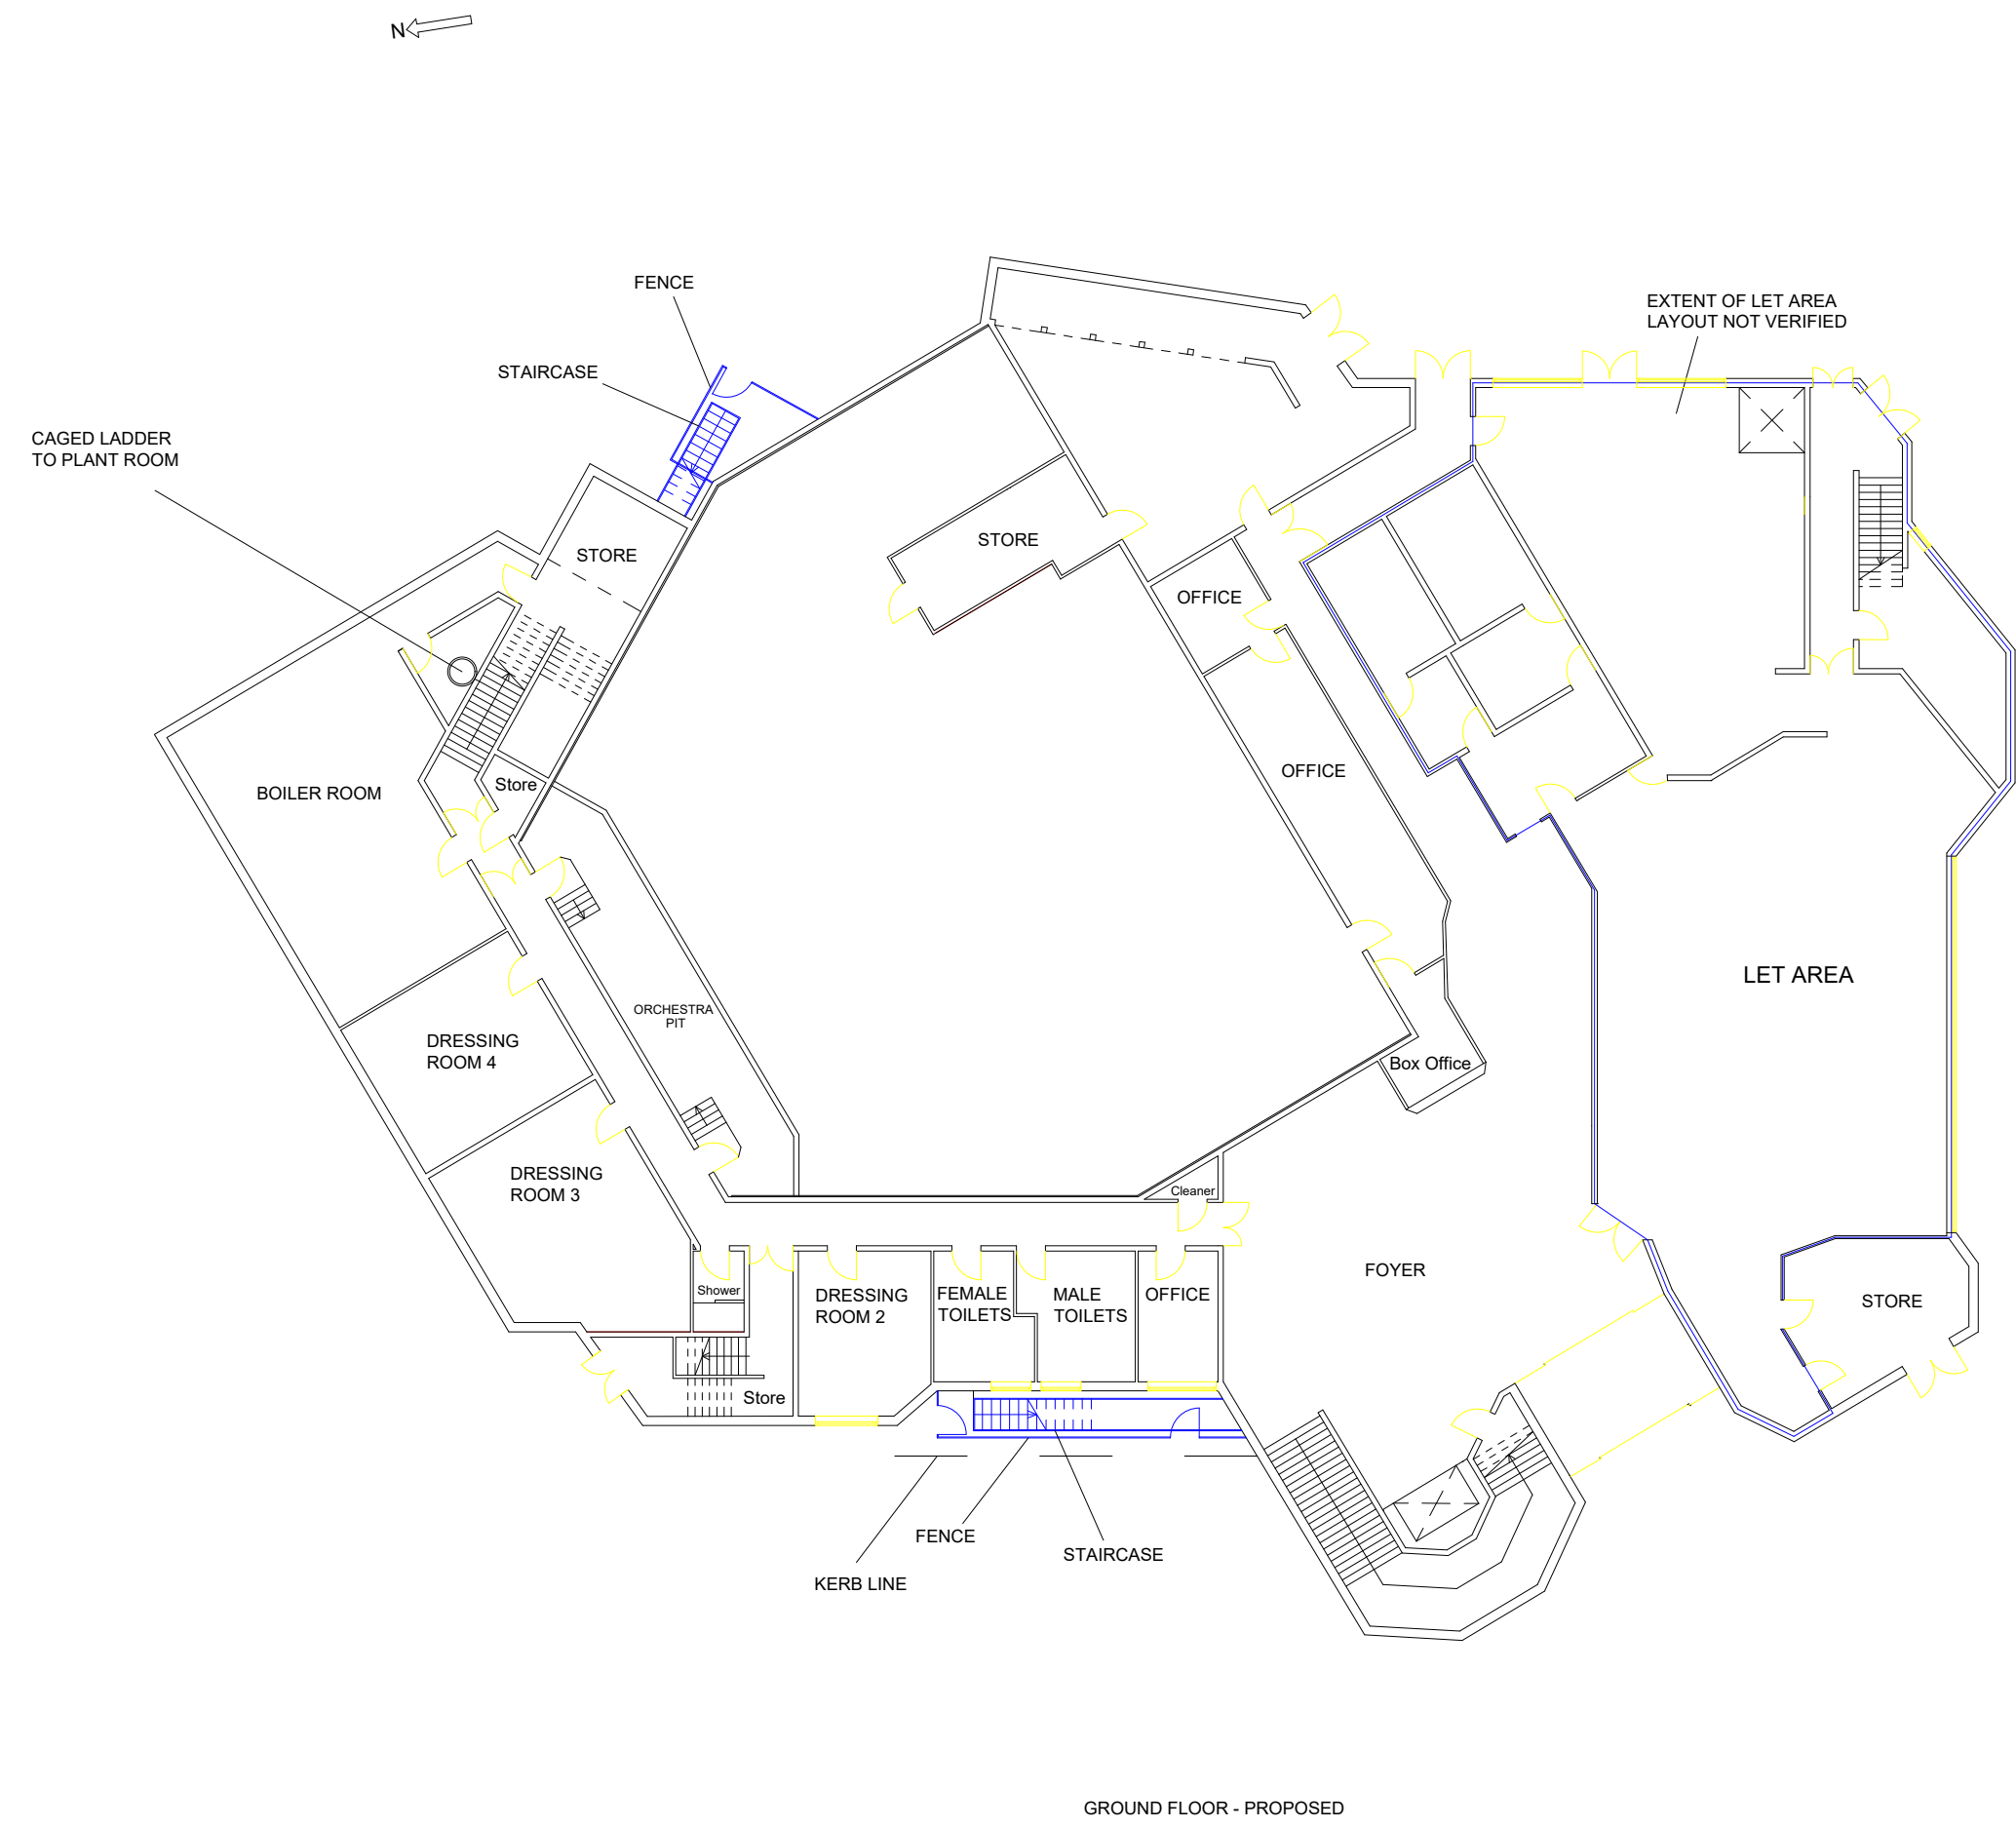 N
FENCE
EXTENT OF LET AREA
LAYOUT NOT VERIFIED
STAIRCASE
CAGED LADDER
TO PLANT ROOM
STORE
STORE
OFFICE
OFFICE
Store
BOILER ROOM
LET AREA
ORCHESTRA
PIT
DRESSING
ROOM 4
Box Office
DRESSING
ROOM 3
Cleaner
FOYER
Shower
DRESSING
ROOM 2
FEMALE
TOILETS
MALE
TOILETS
OFFICE
STORE
Store
FENCE
STAIRCASE
KERB LINE
GROUND FLOOR - PROPOSED